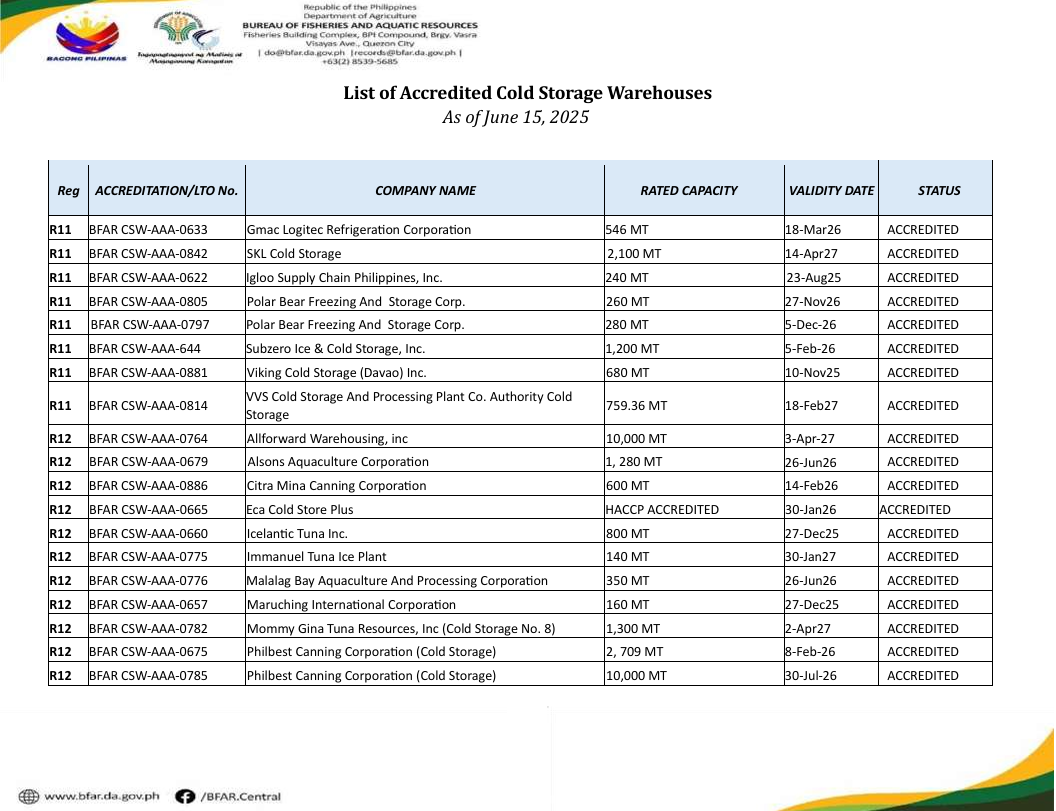 Republic of the Philippines
Department of Agriculture
BUREAU OF FISHERIES AND AQUATIC RESOURCES
Fisheries Building Complex, BPI Compound, Brgy. Vasra
Visayas Ave., Quezon City
| do@bfar.da.gov.ph |records@bfar.da.gov.ph |
+63(2) 8539-5685
BAGONG PILIPINAS
List of Accredited Cold Storage Warehouses
As of June 15, 2025
Reg ACCREDITATION/LTO No. COMPANY NAME RATED CAPACITY VALIDITY DATE STATUS
R11 BFAR CSW-AAA-0633 Gmac Logitec Refrigeration Corporation 546 MT 18-Mar26 ACCREDITED
R11 BFAR CSW-AAA-0842 SKL Cold Storage 2,100 MT 14-Apr27 ACCREDITED
R11 BFAR CSW-AAA-0622 Igloo Supply Chain Philippines, Inc. 240 MT 23-Aug25 ACCREDITED
R11 BFAR CSW-AAA-0805 Polar Bear Freezing And Storage Corp. 260 MT 27-Nov26 ACCREDITED
R11 BFAR CSW-AAA-0797 Polar Bear Freezing And Storage Corp. 280 MT 5-Dec-26 ACCREDITED
R11 BFAR CSW-AAA-644 Subzero Ice & Cold Storage, Inc. 1,200 MT 5-Feb-26 ACCREDITED
R11 BFAR CSW-AAA-0881 Viking Cold Storage (Davao) Inc. 680 MT 10-Nov25 ACCREDITED
R11 BFAR CSW-AAA-0814 VVS Cold Storage And Processing Plant Co. Authority Cold
Storage 759.36 MT 18-Feb27 ACCREDITED
R12 BFAR CSW-AAA-0764 Allforward Warehousing, inc 10,000 MT 3-Apr-27 ACCREDITED
R12 BFAR CSW-AAA-0679 Alsons Aquaculture Corporation 1, 280 MT 26-Jun26 ACCREDITED
R12 BFAR CSW-AAA-0886 Citra Mina Canning Corporation 600 MT 14-Feb26 ACCREDITED
R12 BFAR CSW-AAA-0665 Eca Cold Store Plus HACCP ACCREDITED 30-Jan26 ACCREDITED
R12 BFAR CSW-AAA-0660 Icelantic Tuna Inc. 800 MT 27-Dec25 ACCREDITED
R12 BFAR CSW-AAA-0775 Immanuel Tuna Ice Plant 140 MT 30-Jan27 ACCREDITED
R12 BFAR CSW-AAA-0776 Malalag Bay Aquaculture And Processing Corporation 350 MT 26-Jun26 ACCREDITED
R12 BFAR CSW-AAA-0657 Maruching International Corporation 160 MT 27-Dec25 ACCREDITED
R12 BFAR CSW-AAA-0782 Mommy Gina Tuna Resources, Inc (Cold Storage No. 8) 1,300 MT 2-Apr27 ACCREDITED
R12 BFAR CSW-AAA-0675 Philbest Canning Corporation (Cold Storage) 2, 709 MT 8-Feb-26 ACCREDITED
R12 BFAR CSW-AAA-0785 Philbest Canning Corporation (Cold Storage) 10,000 MT 30-Jul-26 ACCREDITED
www.bfar.da.gov.ph /BFAR.Central